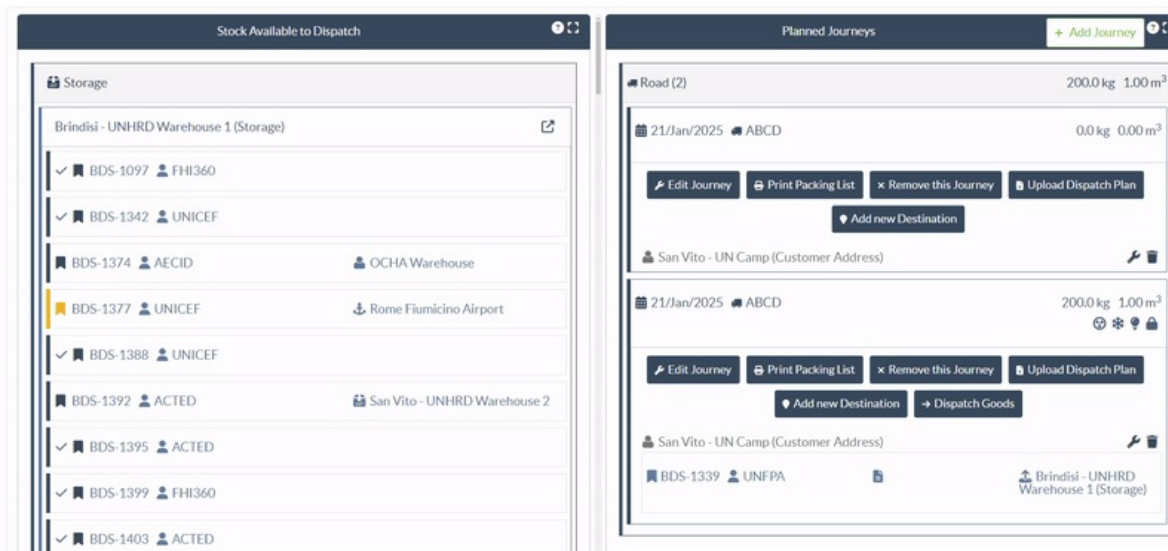 Stock Available to Dispatch
Storage
Brindisi - UNHRD Warehouse 1 (Storage)
BDS-1097 FHI360
BDS-1342 UNICEF
BDS-1374 AECID OCHA Warehouse
BDS-1377 UNICEF Rome Fiumicino Airport
BDS-1388 UNICEF
BDS-1392 ACTED San Vito - UNHRD Warehouse 2
BDS-1395 ACTED
BDS-1399 FHI360
BDS-1403 ACTED
Planned Journeys + Add Journey
Road (2) 200.0 kg 1.00 m³
21/Jan/2025 ABCD 0.0 kg 0.00 m³
Edit Journey Print Packing List × Remove this Journey Upload Dispatch Plan
Add new Destination
San Vito - UN Camp (Customer Address)
21/Jan/2025 ABCD 200.0 kg 1.00 m³
Edit Journey Print Packing List × Remove this Journey Upload Dispatch Plan
Add new Destination → Dispatch Goods
San Vito - UN Camp (Customer Address)
BDS-1339 UNFPA Brindisi - UNHRD
Warehouse 1 (Storage)